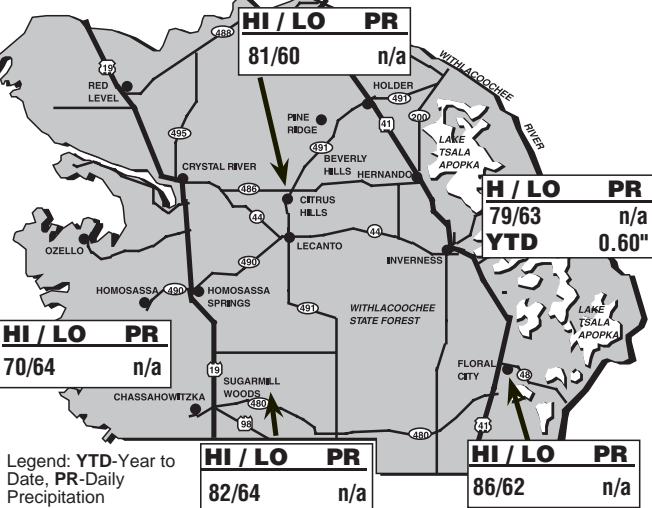 HI / LO PR
81/60 n/a
488
WITHLACOOCHEE
RIVER
19
RED
LEVEL
HOLDER
491
200
41
PINE
RIDGE
495
491
LAKE
TSALA
APOPKA
BEVERLY
HILLS
CRYSTAL RIVER
HERNANDO
486
H / LO PR
79/63 n/a
YTD 0.60"
CITRUS
HILLS
44
44
OZELLO
LECANTO
INVERNESS
490
HOMOSASSA
490
HOMOSASSA
SPRINGS
491
WITHLACOOCHEE
STATE FOREST
LAKE
TSALA
APOPKA
HI / LO PR
70/64 n/a
19
FLORAL
CITY
48
SUGARMILL
WOODS
CHASSAHOWITZKA
480
98
41
480
HI / LO PR
82/64 n/a
HI / LO PR
86/62 n/a
Legend: YTD-Year to
Date, PR-Daily
Precipitation